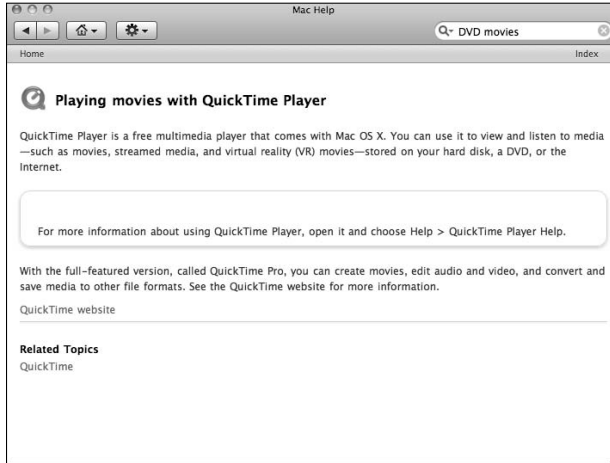 Mac Help
DVD movies
Home
Index
Playing movies with QuickTime Player
QuickTime Player is a free multimedia player that comes with Mac OS X. You can use it to view and listen to media
—such as movies, streamed media, and virtual reality (VR) movies—stored on your hard disk, a DVD, or the
Internet.
For more information about using QuickTime Player, open it and choose Help > QuickTime Player Help.
With the full-featured version, called QuickTime Pro, you can create movies, edit audio and video, and convert and
save media to other file formats. See the QuickTime website for more information.
QuickTime website
Related Topics
QuickTime